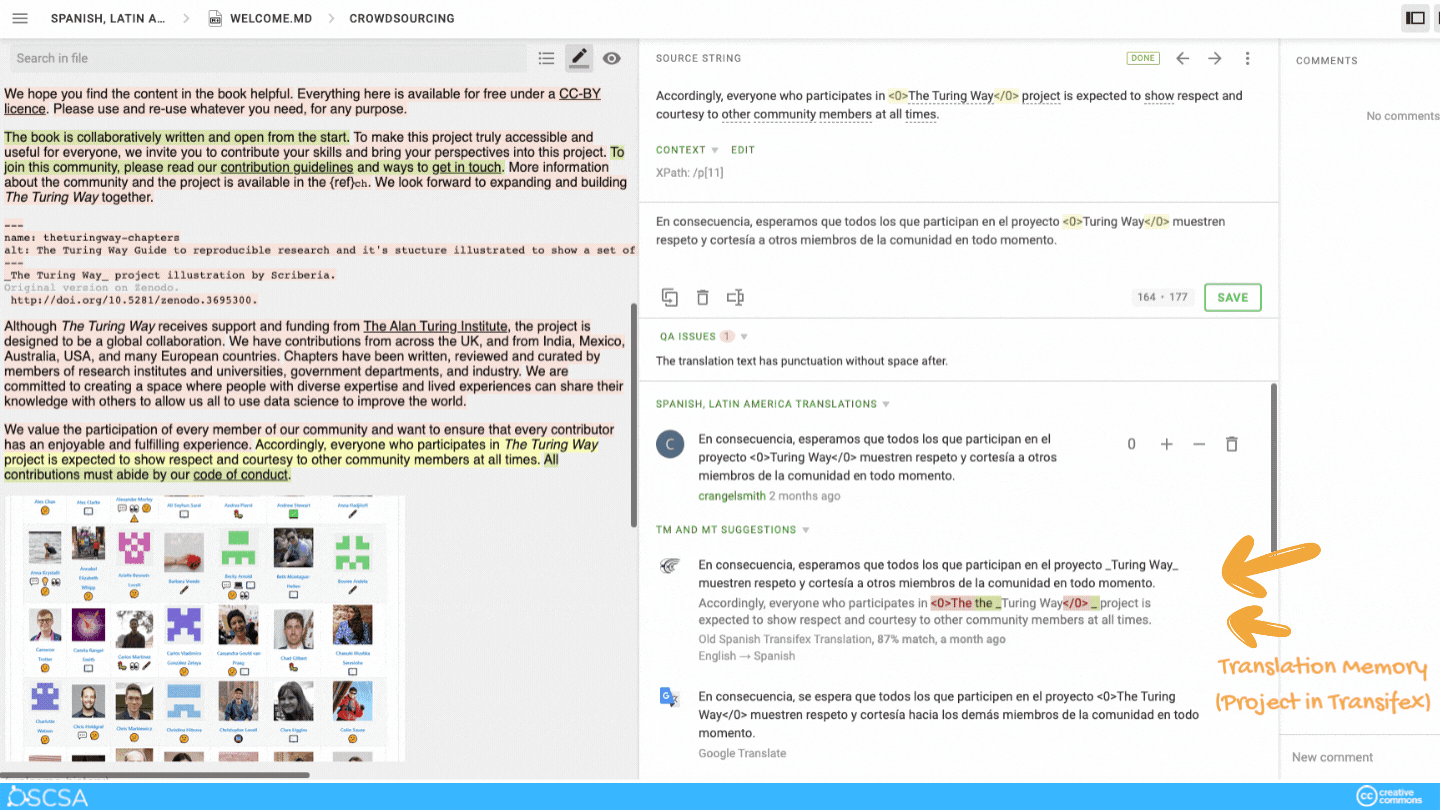 SPANISH, LATIN A...
WELCOME.MD
CROWDSOURCING
Search in file
We hope you find the content in the book helpful. Everything here is available for free under a CC-BY
licence. Please use and re-use whatever you need, for any purpose.
The book is collaboratively written and open from the start. To make this project truly accessible and
useful for everyone, we invite you to contribute your skills and bring your perspectives into this project. To
join this community, please read our contribution guidelines and ways to get in touch. More information
about the community and the project is available in the {ref}ch. We look forward to expanding and building
The Turing Way together.
---
name: theturingway-chapters
alt: The Turing Way Guide to reproducible research and it's stucture illustrated to show a set of
---
_The Turing Way_ project illustration by Scriberia.
Original version on Zenodo.
http://doi.org/10.5281/zenodo.3695300.
Although The Turing Way receives support and funding from The Alan Turing Institute, the project is
designed to be a global collaboration. We have contributions from across the UK, and from India, Mexico,
Australia, USA, and many European countries. Chapters have been written, reviewed and curated by
members of research institutes and universities, government departments, and industry. We are
committed to creating a space where people with diverse expertise and lived experiences can share their
knowledge with others to allow us all to use data science to improve the world.
We value the participation of every member of our community and want to ensure that every contributor
has an enjoyable and fulfilling experience. Accordingly, everyone who participates in The Turing Way
project is expected to show respect and courtesy to other community members at all times. All
contributions must abide by our code of conduct.
SOURCE STRING
DONE
Accordingly, everyone who participates in <0>The Turing Way</0> project is expected to show respect and
courtesy to other community members at all times.
CONTEXT
EDIT
XPath: /p[11]
En consecuencia, esperamos que todos los que participan en el proyecto <0>Turing Way</0> muestren
respeto y cortesía a otros miembros de la comunidad en todo momento.
164 • 177
SAVE
QA ISSUES 1
The translation text has punctuation without space after.
SPANISH, LATIN AMERICA TRANSLATIONS
C
En consecuencia, esperamos que todos los que participan en el
proyecto <0>Turing Way</0> muestren respeto y cortesía a otros
miembros de la comunidad en todo momento.
0
crangelsmith 2 months ago
TM AND MT SUGGESTIONS
En consecuencia, esperamos que todos los que participan en el proyecto _Turing Way_
muestren respeto y cortesía a otros miembros de la comunidad en todo momento.
Accordingly, everyone who participates in <0>The the _Turing Way</0> _ project is
expected to show respect and courtesy to other community members at all times.
Old Spanish Transifex Translation, 87% match, a month ago
English → Spanish
En consecuencia, se espera que todos los que participen en el proyecto <0>The Turing
Way</0> muestren respeto y cortesía hacia los demás miembros de la comunidad en todo
momento.
Google Translate
COMMENTS
No comments
Translation Memory
(Project in Transifex)
New comment
OSCSA
cc creative
commons